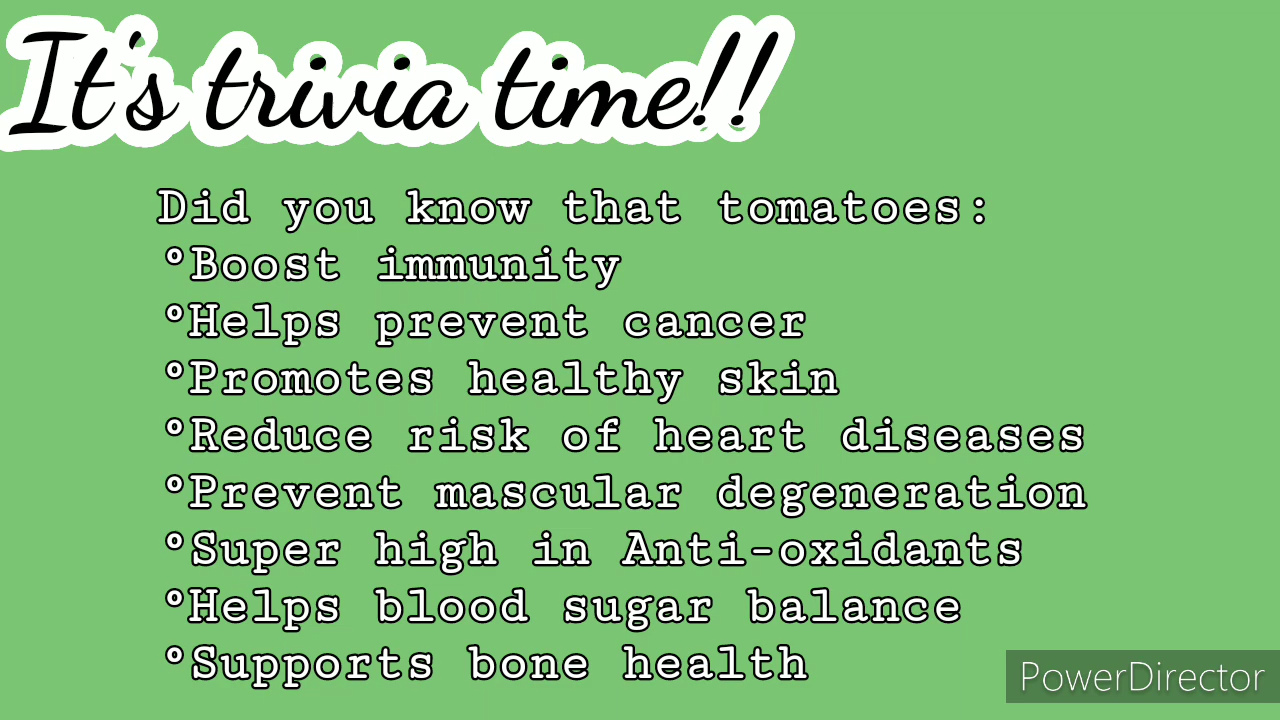 It's trivia time!!
Did you know that tomatoes:
°Boost immunity
°Helps prevent cancer
°Promotes healthy skin
°Reduce risk of heart diseases
°Prevent mascular degeneration
°Super high in Anti-oxidants
°Helps blood sugar balance
°Supports bone health
PowerDirector